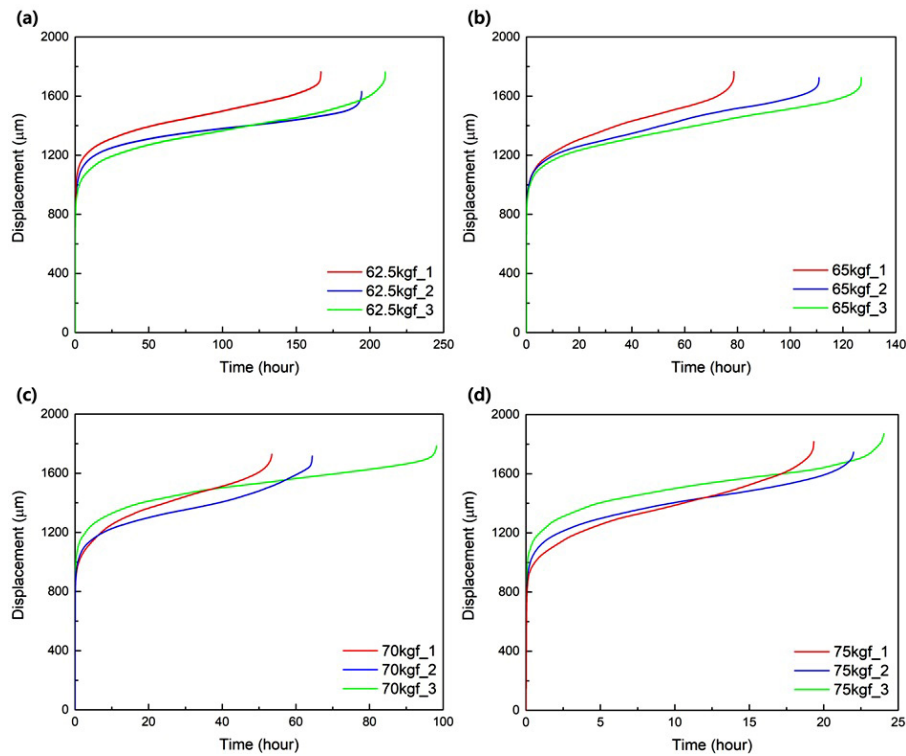 (a)
2000
1600
1200
800
400
0
Displacement (μm)
62.5kgf_1
62.5kgf_2
62.5kgf_3
0 50 100 150 200 250
Time (hour)
(b)
2000
1600
1200
800
400
0
Displacement (μm)
65kgf_1
65kgf_2
65kgf_3
0 20 40 60 80 100 120 140
Time (hour)
(c)
2000
1600
1200
800
400
0
Displacement (μm)
70kgf_1
70kgf_2
70kgf_3
0 20 40 60 80 100
Time (hour)
(d)
2000
1600
1200
800
400
0
Displacement (μm)
75kgf_1
75kgf_2
75kgf_3
0 5 10 15 20 25
Time (hour)